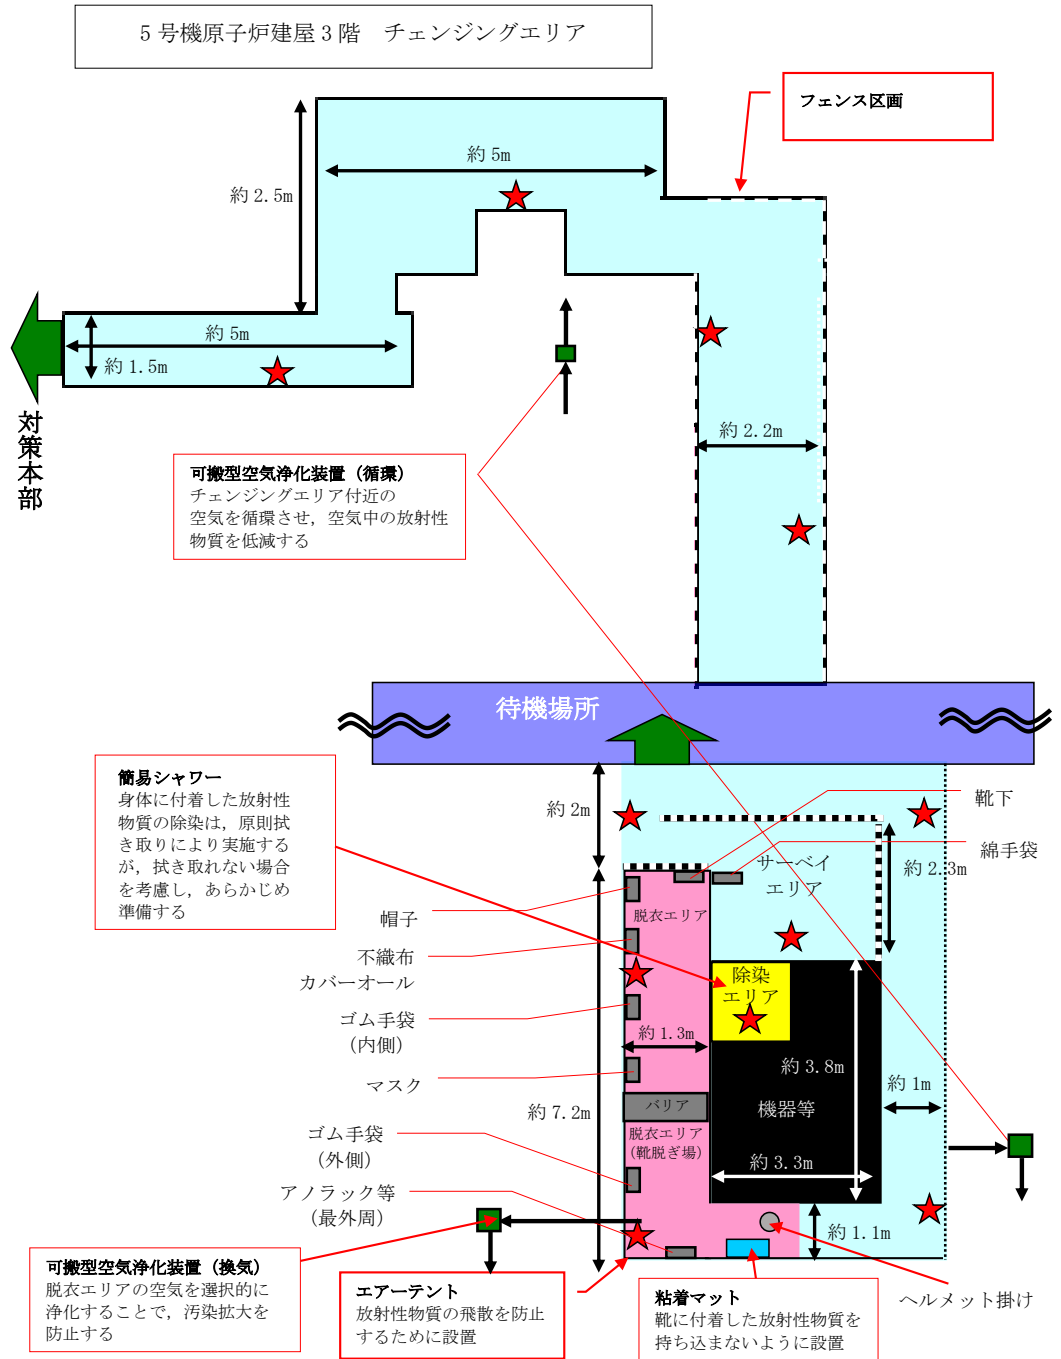 5 号機原子炉建屋 3 階　チェンジングエリア
フェンス区画
約 5m
約 2.5m
約 5m
約 1.5m
対策本部
約 2.2m
可搬型空気浄化装置（循環）
チェンジングエリア付近の
空気を循環させ，空気中の放射性
物質を低減する
待機場所
簡易シャワー
身体に付着した放射性
物質の除染は，原則拭
き取りにより実施する
が，拭き取れない場合
を考慮し，あらかじめ
準備する
約 2m
靴下
綿手袋
約 2.3m
サーベイ
エリア
帽子
脱衣エリア
不織布
カバーオール
除染
エリア
ゴム手袋
（内側）
約 1.3m
マスク
約 3.8m
約 1m
約 7.2m
バリア
機器等
ゴム手袋
（外側）
脱衣エリア
（靴脱ぎ場）
約 3.3m
アノラック等
（最外周）
約 1.1m
可搬型空気浄化装置（換気）
脱衣エリアの空気を選択的に
浄化することで，汚染拡大を
防止する
エアーテント
放射性物質の飛散を防止
するために設置
粘着マット
靴に付着した放射性物質を
持ち込まないように設置
ヘルメット掛け